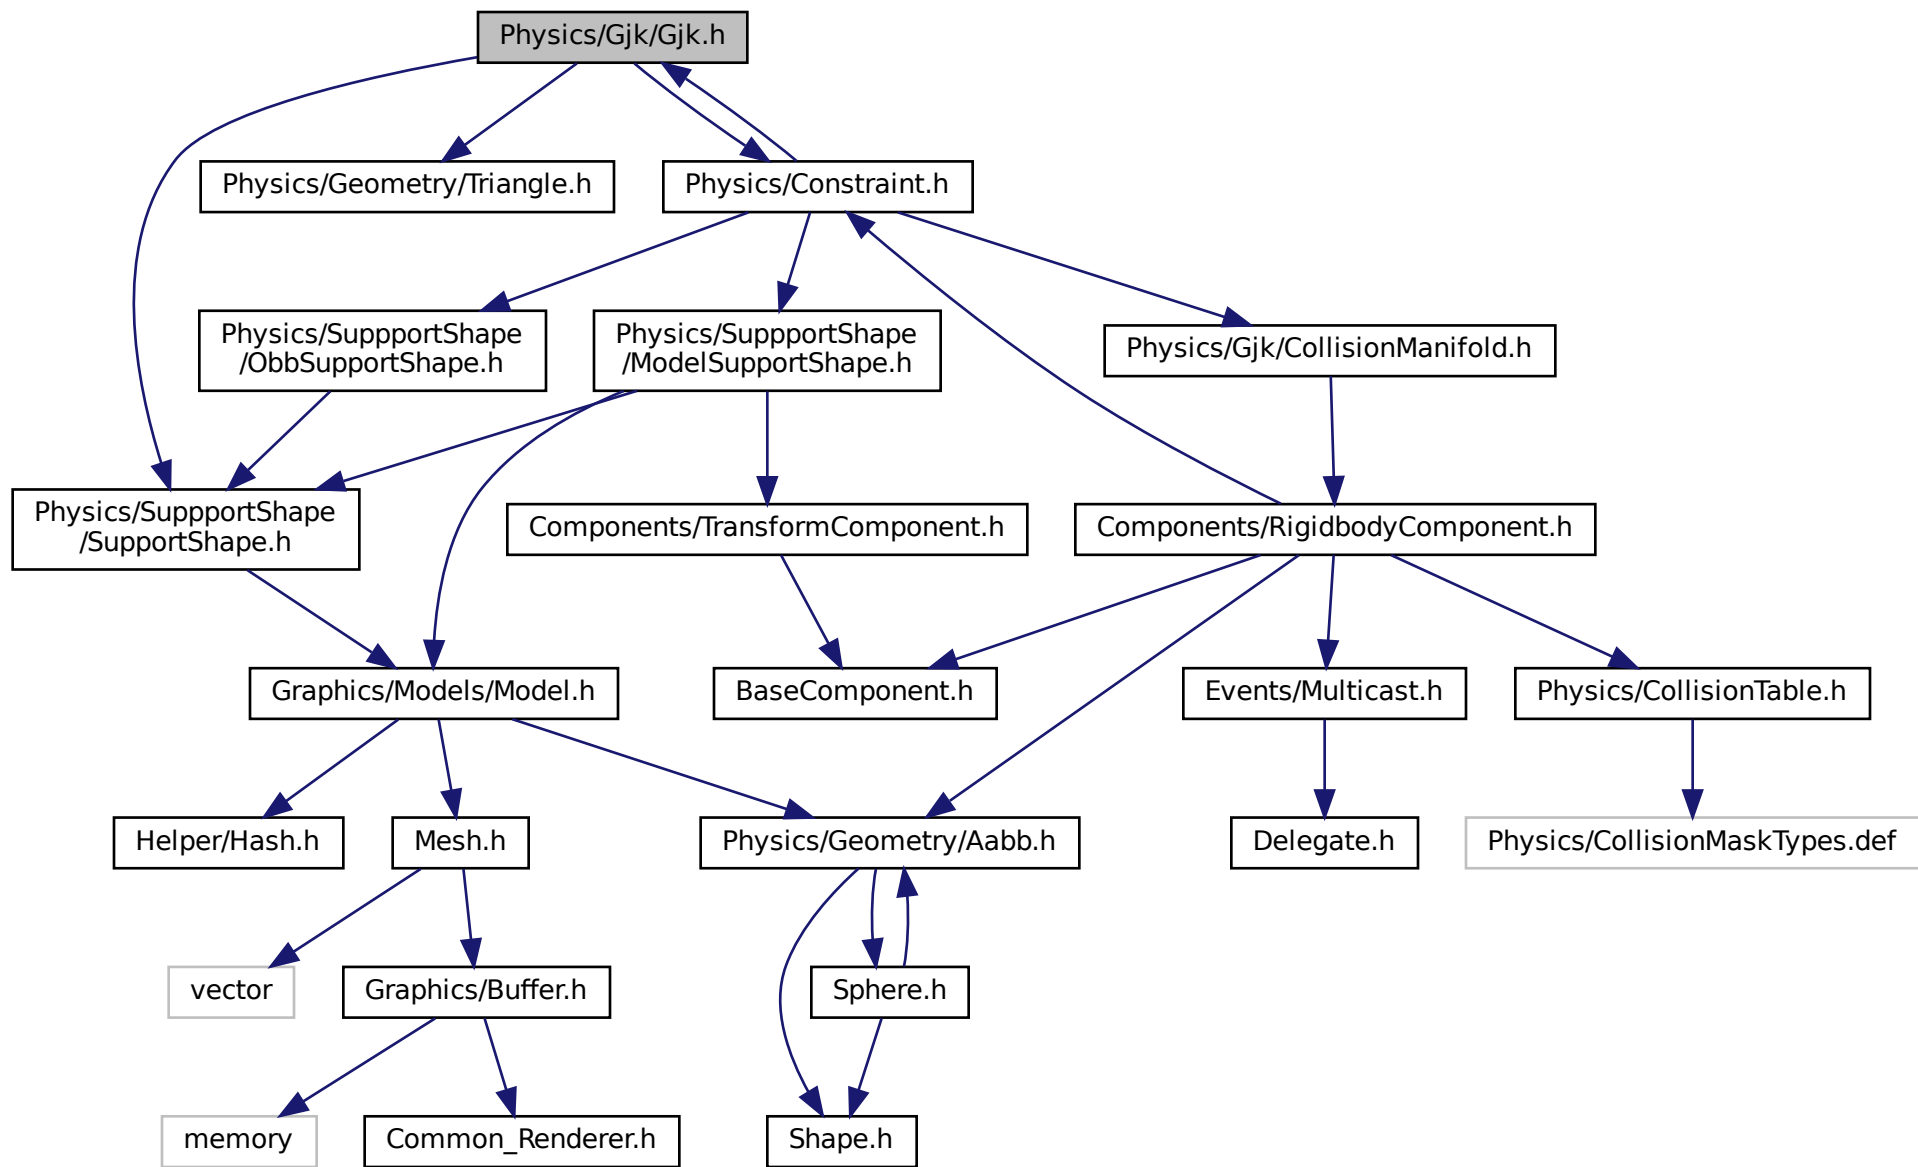 Physics/Gjk/Gjk.h
Physics/Geometry/Triangle.h
Physics/Constraint.h
Physics/SuppportShape
/ObbSupportShape.h
Physics/SuppportShape
/ModelSupportShape.h
Physics/Gjk/CollisionManifold.h
Physics/SuppportShape
/SupportShape.h
Components/TransformComponent.h
Components/RigidbodyComponent.h
Graphics/Models/Model.h
BaseComponent.h
Events/Multicast.h
Physics/CollisionTable.h
Helper/Hash.h
Mesh.h
Physics/Geometry/Aabb.h
Delegate.h
Physics/CollisionMaskTypes.def
vector
Graphics/Buffer.h
Sphere.h
memory
Common_Renderer.h
Shape.h